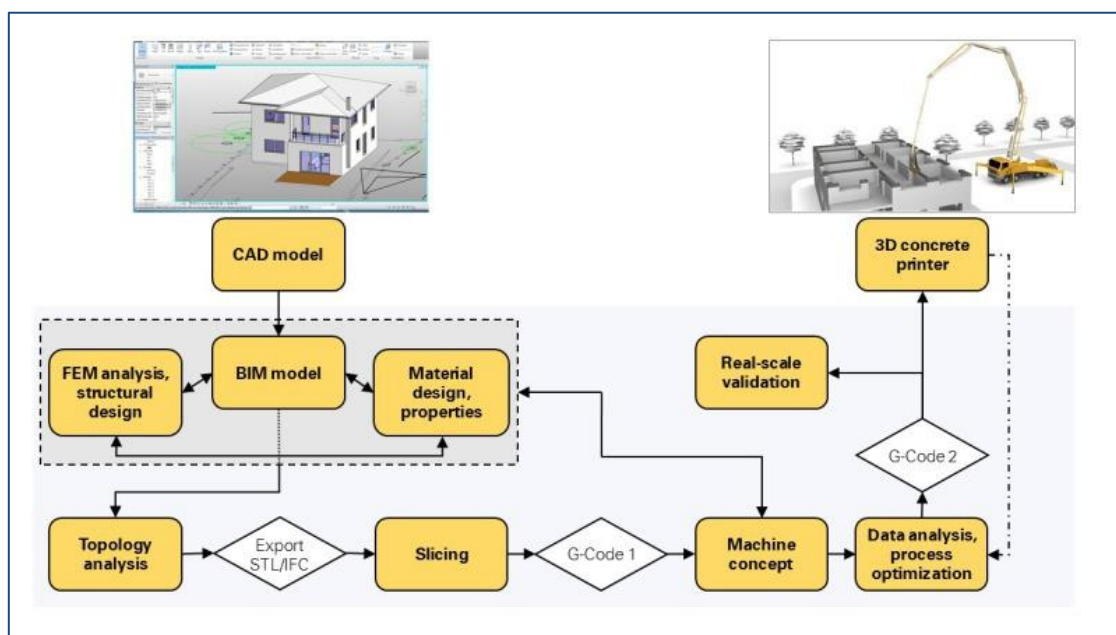 CAD model
3D concrete
printer
FEM analysis,
structural
design
BIM model
Material
design,
properties
Real-scale
validation
G-Code 2
Topology
analysis
Export
STL/IFC
Slicing
G-Code 1
Machine
concept
Data analysis,
process
optimization